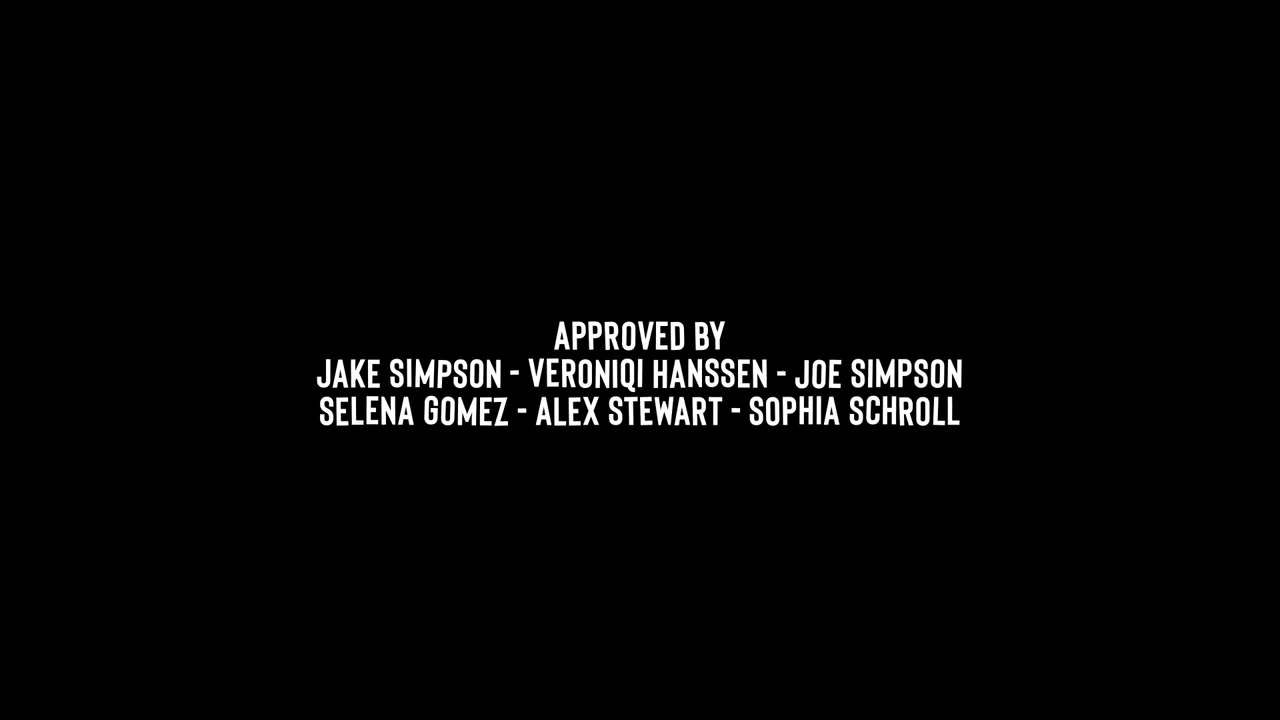 APPROVED BY
JAKE SIMPSON - VERONIQI HANSSEN - JOE SIMPSON
SELENA GOMEZ - ALEX STEWART - SOPHIA SCHROLL